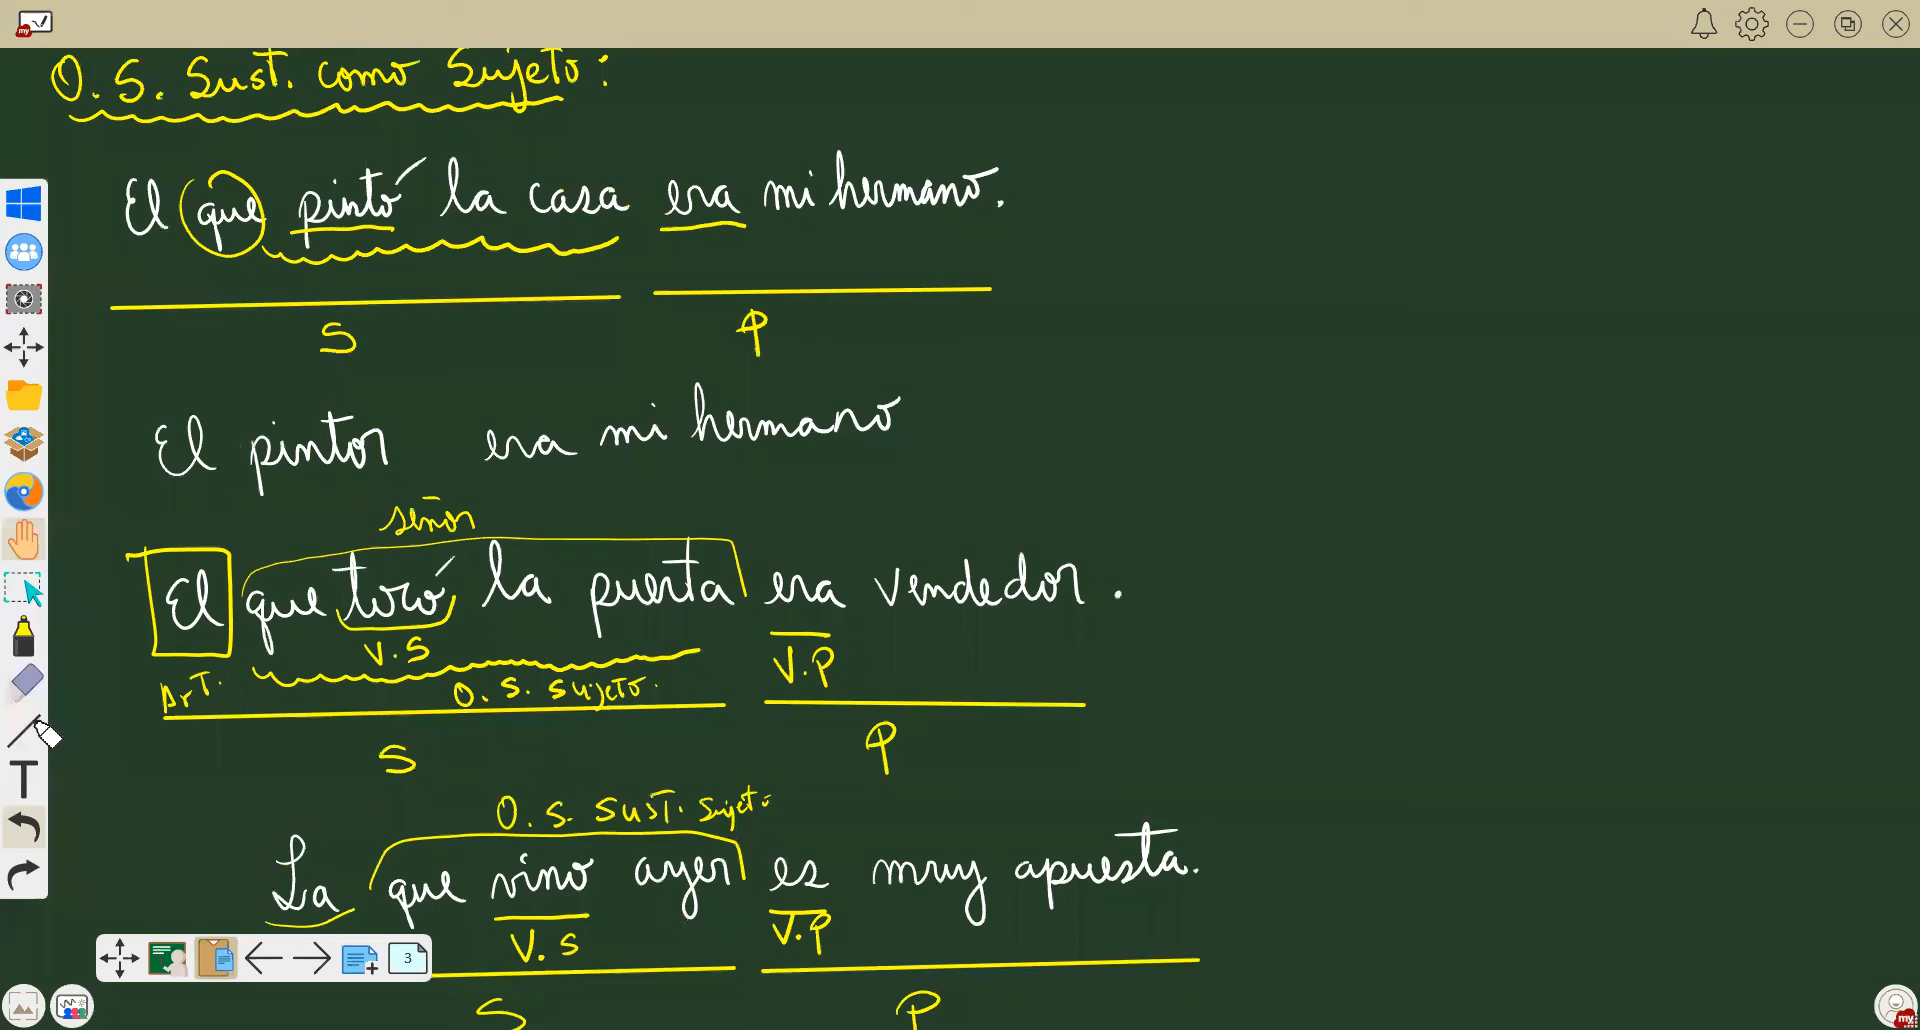 O. S. Sust. como Sujeto:
El que pintó la casa era mi hermano.
S P
El pintor era mi hermano
señor
El que tocó la puerta era vendedor.
V.S V.P
Art. O. S. Sujeto.
S P
O. S. Sust. Sujeto
La que vino ayer es muy apuesta.
V.S V.P
3
S P